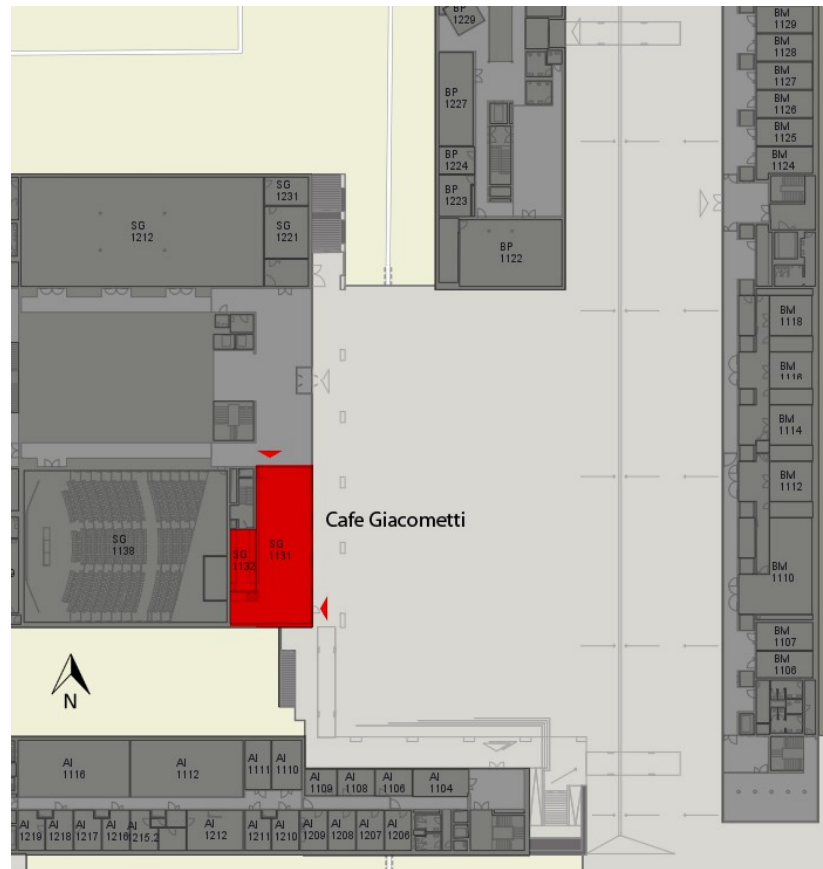 BP
1229
BM
1129
BM
1128
BM
1127
BM
1126
BM
1125
BM
1124
BP
1227
BP
1224
BP
1223
BP
1122
SG
1231
SG
1221
SG
1212
BM
1118
BM
1116
BM
1114
BM
1112
BM
1110
BM
1107
BM
1106
SG
1138
SG
1132
SG
1131
Cafe Giacometti
N
AI
1116
AI
1112
AI
1111
AI
1110
AI
1109
AI
1108
AI
1106
AI
1104
AI
1219
AI
1218
AI
1217
AI
1216
AI
1215.2
AI
1212
AI
1211
AI
1210
AI
1209
AI
1208
AI
1207
AI
1206